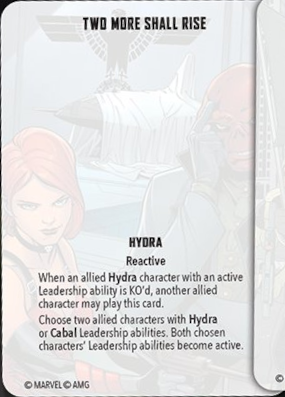 TWO MORE SHALL RISE
HYDRA
Reactive
When an allied Hydra character with an active
Leadership ability is KO'd, another allied
character may play this card.
Choose two allied characters with Hydra
or Cabal Leadership abilities. Both chosen
characters' Leadership abilities become active.
© MARVEL © AMG
©